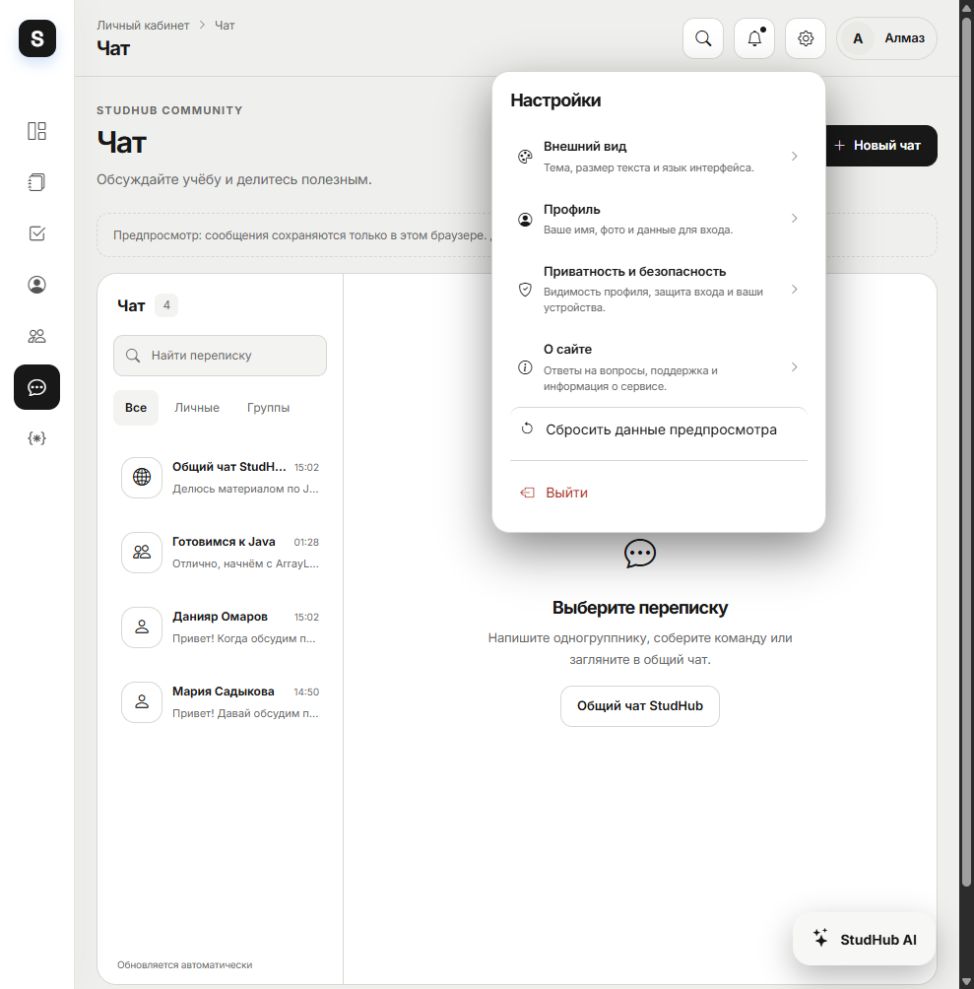 S
Личный кабинет > Чат
Чат
А
Алмаз
STUDHUB COMMUNITY
Чат
Обсуждайте учёбу и делитесь полезным.
+ Новый чат
Предпросмотр: сообщения сохраняются только в этом браузере.
Настройки
Внешний вид
Тема, размер текста и язык интерфейса.
Профиль
Ваше имя, фото и данные для входа.
Приватность и безопасность
Видимость профиля, защита входа и ваши
устройства.
О сайте
Ответы на вопросы, поддержка и
информация о сервисе.
Сбросить данные предпросмотра
Выйти
Чат 4
Найти переписку
Все Личные Группы
Общий чат StudH... 15:02
Делюсь материалом по J...
Готовимся к Java 01:28
Отлично, начнём с ArrayL...
Данияр Омаров 15:02
Привет! Когда обсудим п...
Мария Садыкова 14:50
Привет! Давай обсудим п...
Обновляется автоматически
Выберите переписку
Напишите одногруппнику, соберите команду или
загляните в общий чат.
Общий чат StudHub
StudHub AI